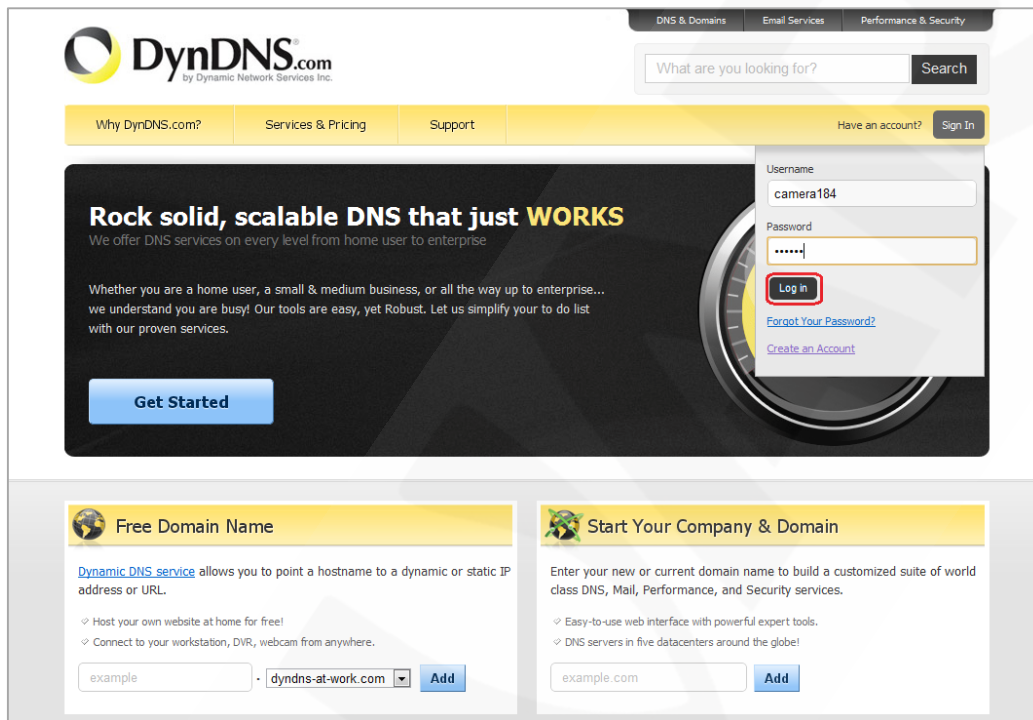 DNS & Domains Email Services Performance & Security
DynDNS®.com
by Dynamic Network Services Inc.
What are you looking for? Search
Why DynDNS.com? Services & Pricing Support Have an account? Sign In
Username
camera184
Password
••••••
Log in
Forgot Your Password?
Create an Account
Rock solid, scalable DNS that just WORKS
We offer DNS services on every level from home user to enterprise
Whether you are a home user, a small & medium business, or all the way up to enterprise...
we understand you are busy! Our tools are easy, yet Robust. Let us simplify your to do list
with our proven services.
Get Started
Free Domain Name
Dynamic DNS service allows you to point a hostname to a dynamic or static IP
address or URL.
Host your own website at home for free!
Connect to your workstation, DVR, webcam from anywhere.
example - dyndns-at-work.com Add
Start Your Company & Domain
Enter your new or current domain name to build a customized suite of world
class DNS, Mail, Performance, and Security services.
Easy-to-use web interface with powerful expert tools.
DNS servers in five datacenters around the globe!
example.com Add